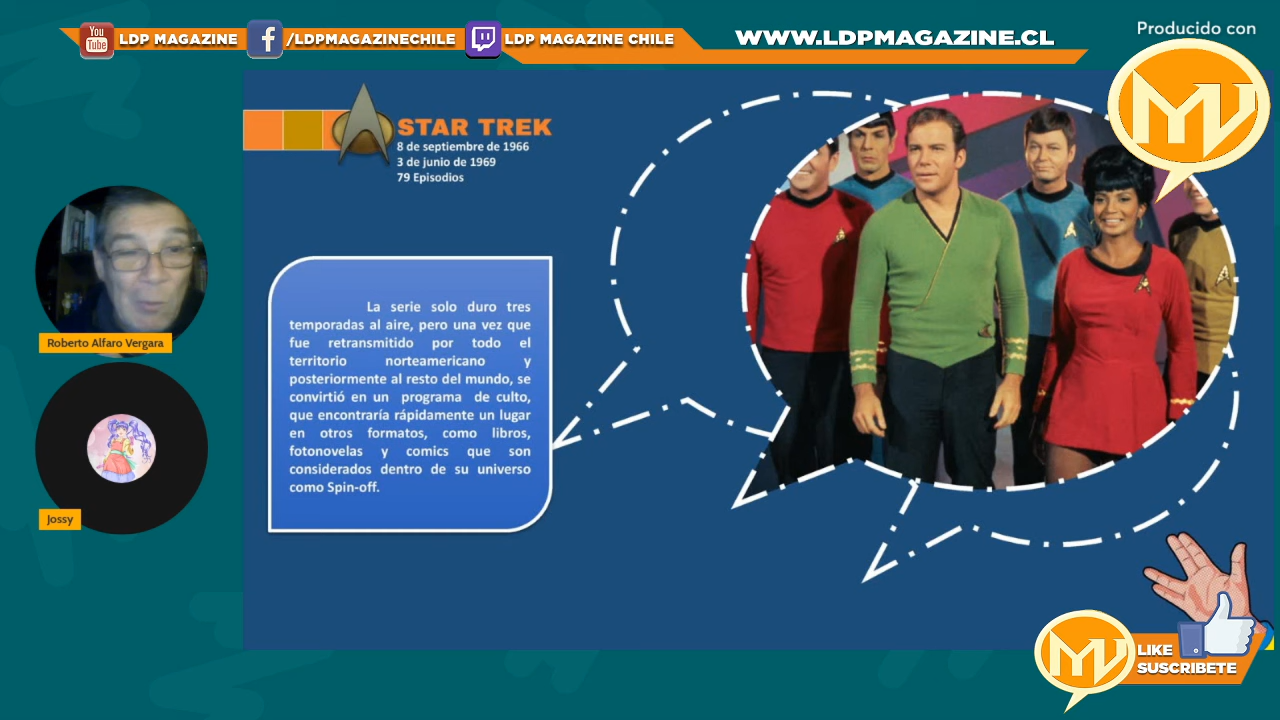 You
Tube
LDP MAGAZINE
/LDPMAGAZINECHILE
LDP MAGAZINE CHILE
WWW.LDPMAGAZINE.CL
Producido con
MV
STAR TREK
8 de septiembre de 1966
3 de junio de 1969
79 Episodios
La serie solo duro tres
temporadas al aire, pero una vez que
fue retransmitido por todo el
territorio norteamericano y
posteriormente al resto del mundo, se
convirtió en un programa de culto,
que encontraría rápidamente un lugar
en otros formatos, como libros,
fotonovelas y comics que son
considerados dentro de su universo
como Spin-off.
Roberto Alfaro Vergara
Jossy
MV
LIKE
SUSCRIBETE